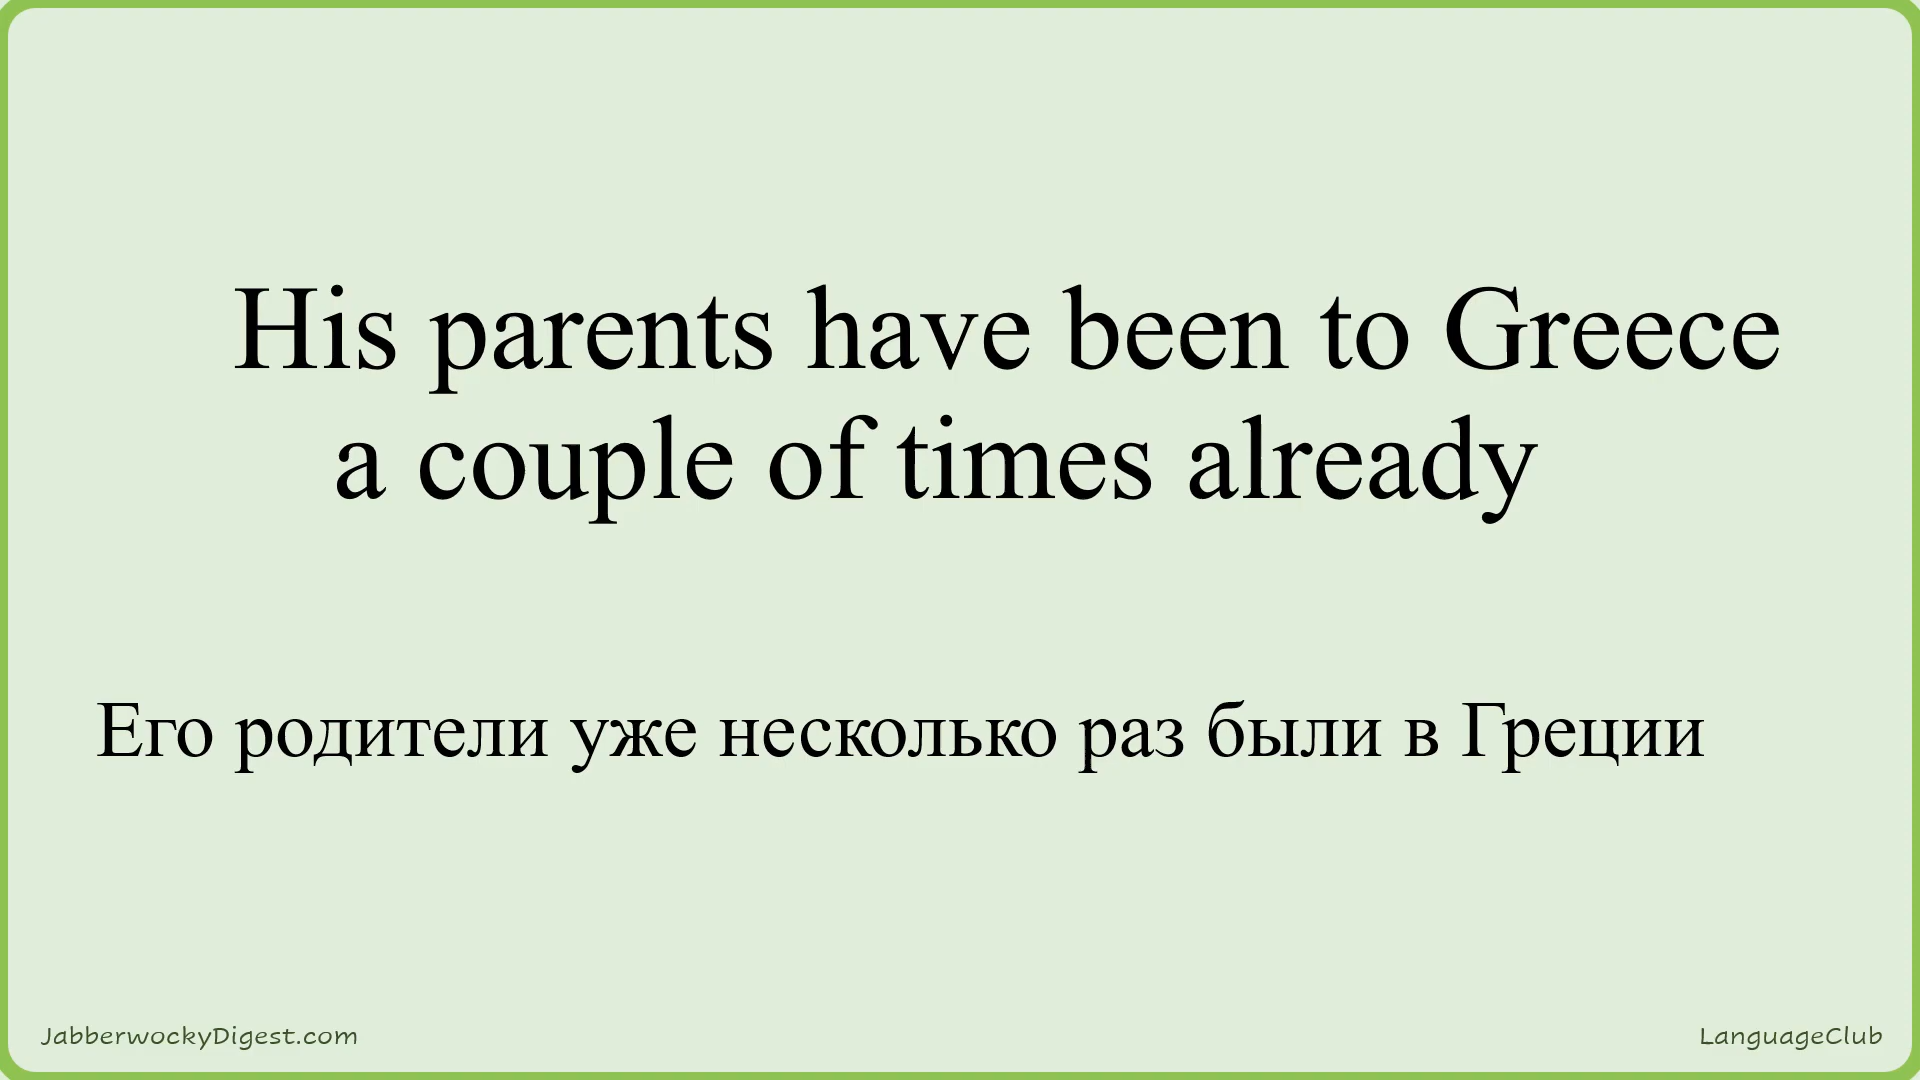 His parents have been to Greece
a couple of times already
Его родители уже несколько раз были в Греции
JabberwockyDigest.com
LanguageClub